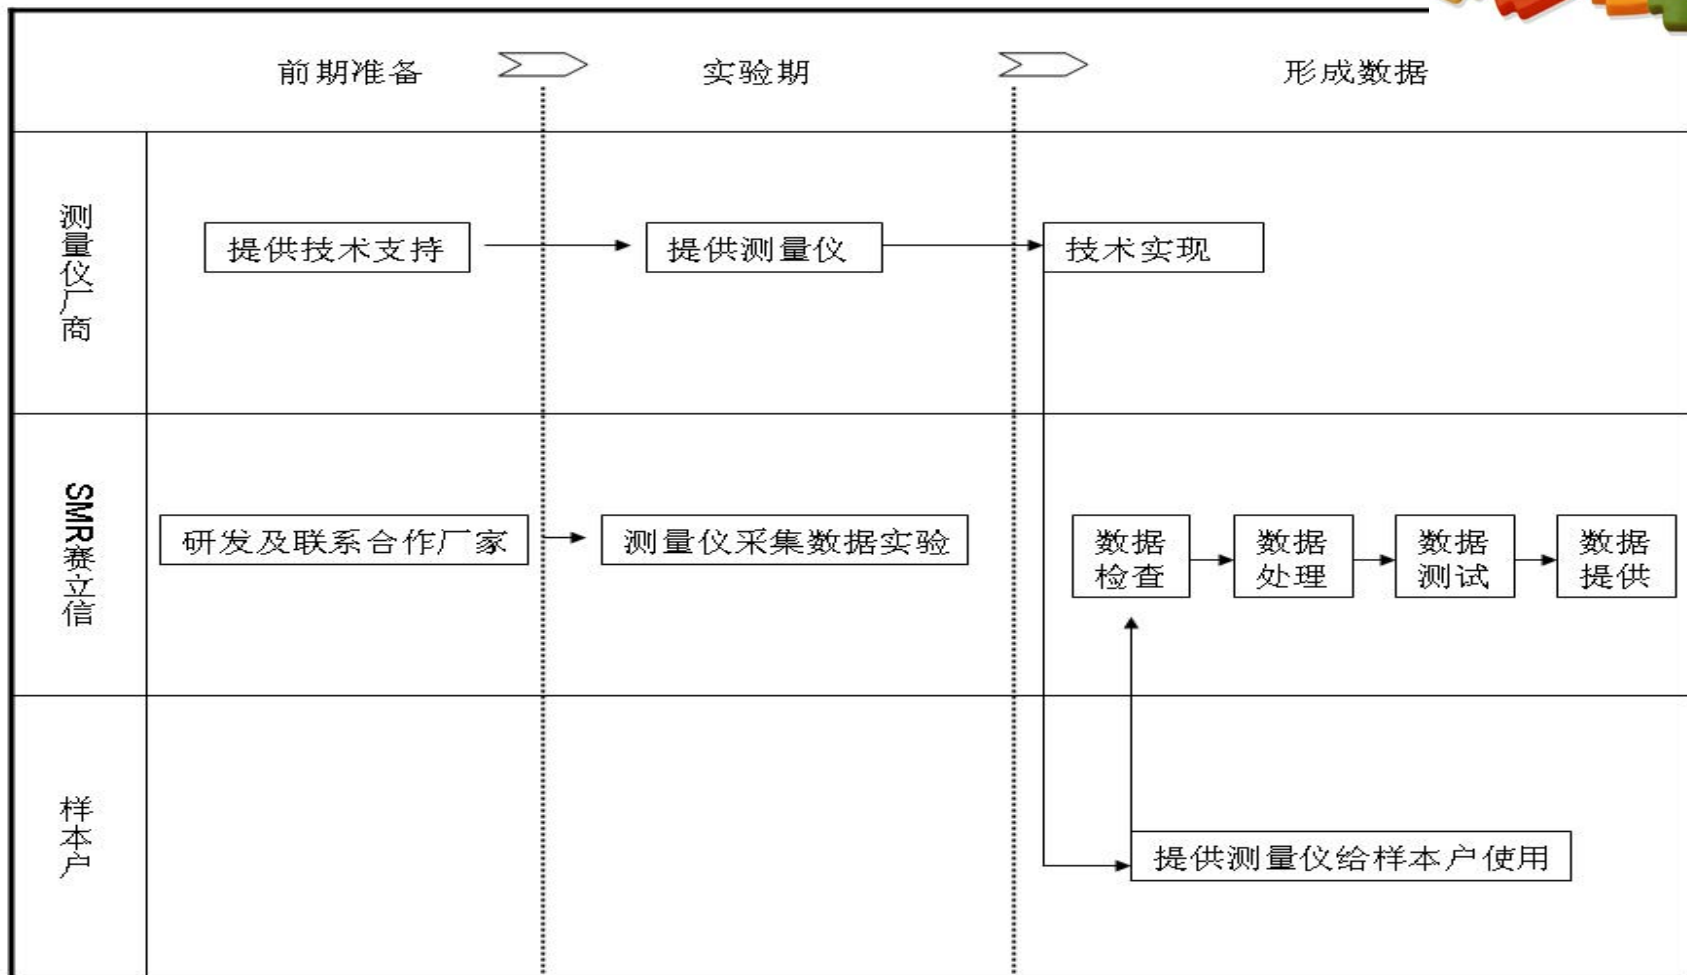 前期准备
实验期
形成数据
测量仪厂商
提供技术支持
提供测量仪
技术实现
SMR赛立信
研发及联系合作厂家
测量仪采集数据实验
数据
检查
数据
处理
数据
测试
数据
提供
样本户
提供测量仪给样本户使用